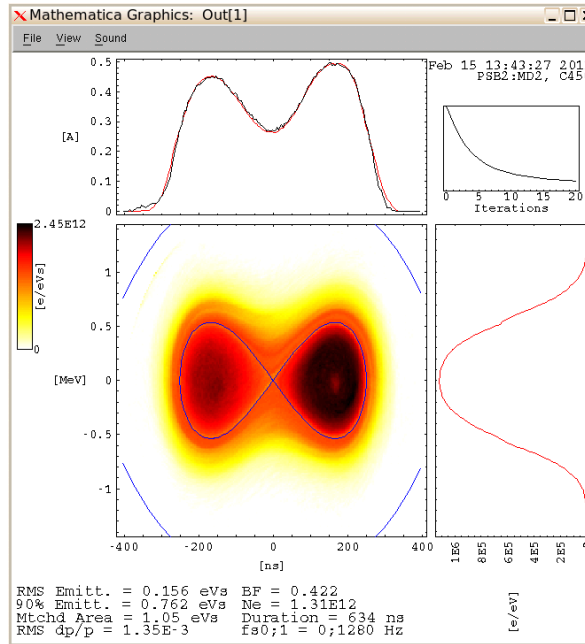 Mathematica Graphics: Out[1]
File View Sound
Feb 15 13:43:27 201
PSB2:MD2, C45
0.5
0.4
0.3
0.2
0.1
0
[A]
0 5 10 15 20
Iterations
2.45E12
[e/eVs]
0
1
0.5
0
-0.5
-1
[MeV]
-400 -200 0 200 400
[ns]
1E6 8E5 6E5 4E5 2E5
[e/eV]
RMS Emitt. = 0.156 eVs BF = 0.422
90% Emitt. = 0.762 eVs Ne = 1.31E12
Mtchd Area = 1.05 eVs Duration = 634 ns
RMS dp/p = 1.35E-3 fs0;1 = 0;1280 Hz